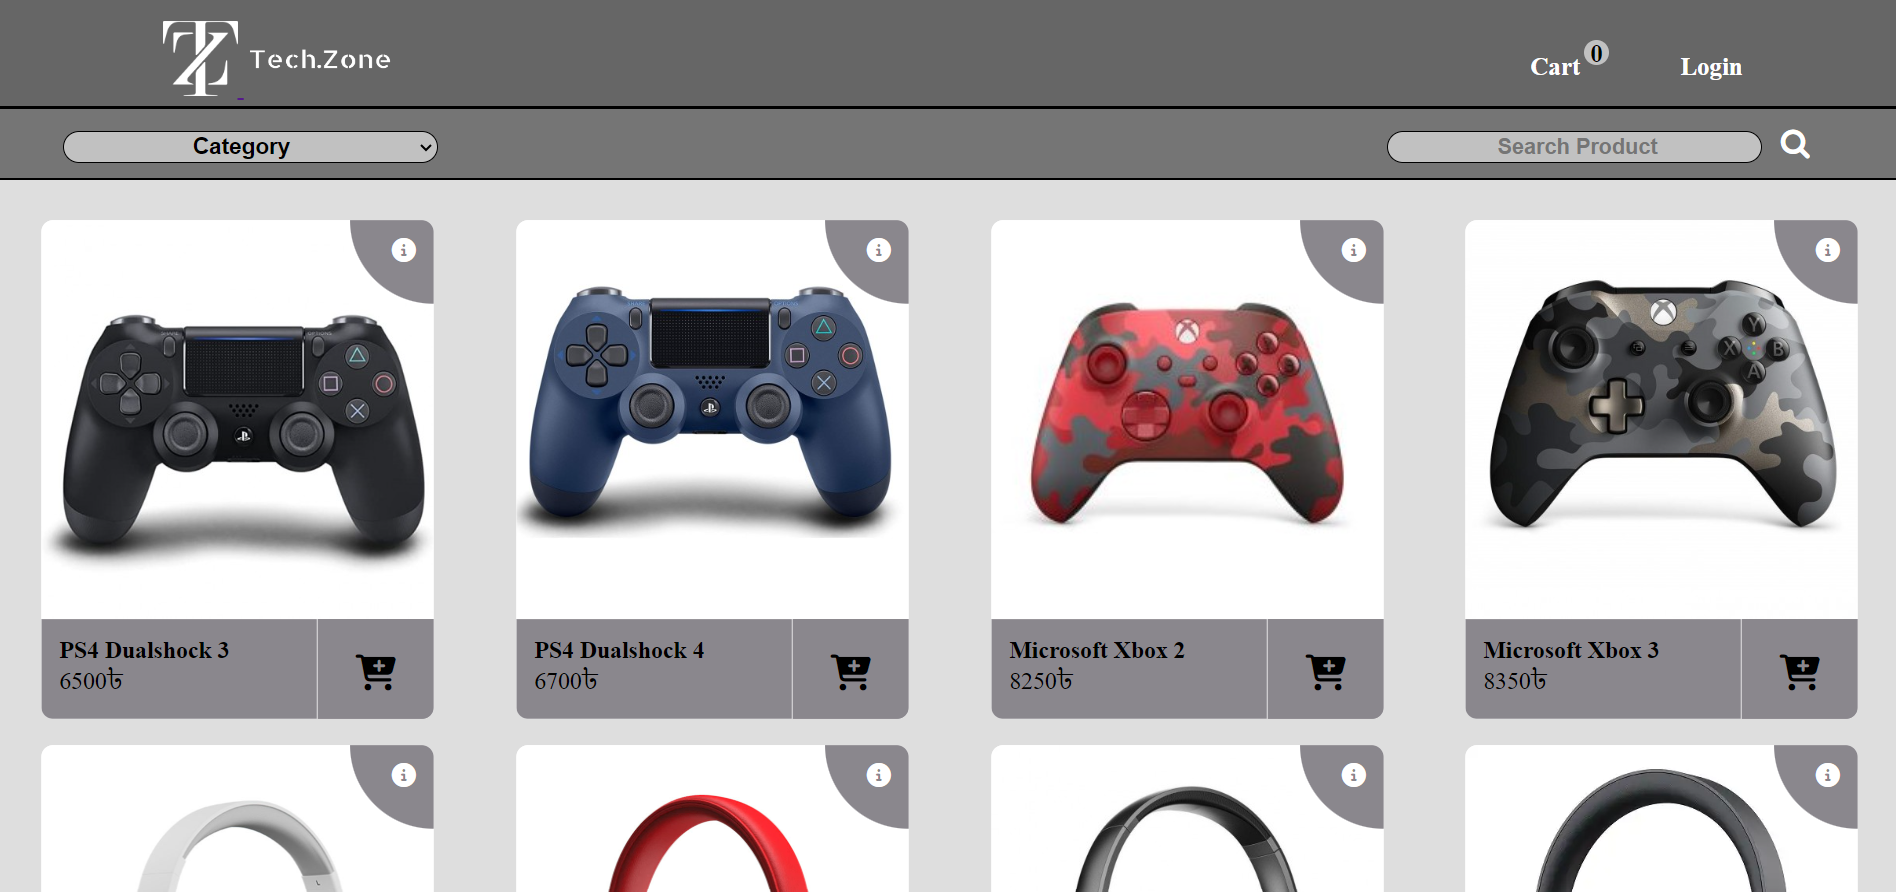 TZ Tech.Zone
Cart 0 Login
Category
Search Product
PS4 Dualshock 3
6500৳
PS4 Dualshock 4
6700৳
Microsoft Xbox 2
8250৳
Microsoft Xbox 3
8350৳